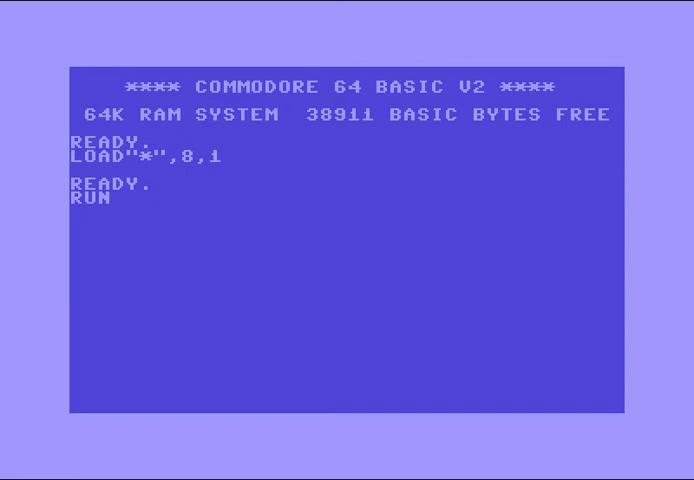 **** COMMODORE 64 BASIC V2 ****
64K RAM SYSTEM  38911 BASIC BYTES FREE
READY.
LOAD"*",8,1
READY.
RUN